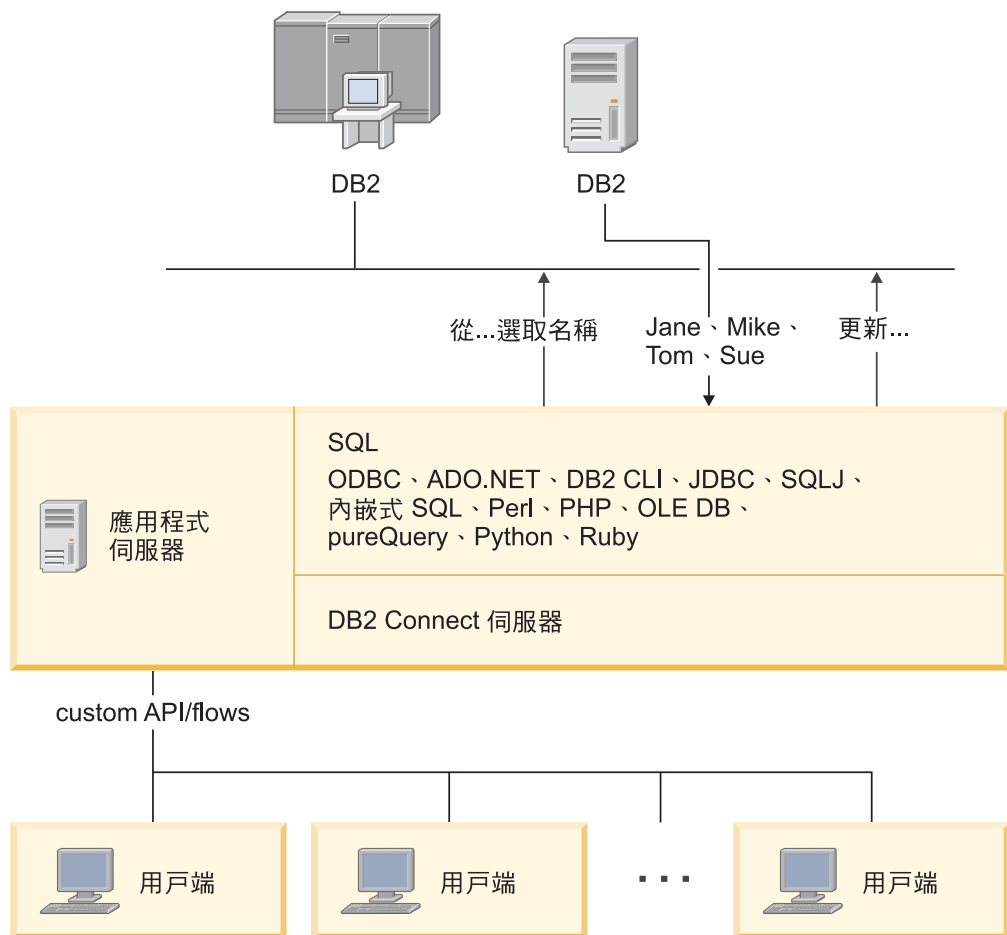 DB2
DB2
從...選取名稱
Jane、Mike、
Tom、Sue
更新...
應用程式
伺服器
SQL
ODBC、ADO.NET、DB2 CLI、JDBC、SQLJ、
內嵌式 SQL、Perl、PHP、OLE DB、
pureQuery、Python、Ruby
DB2 Connect 伺服器
custom API/flows
用戶端
用戶端
...
用戶端